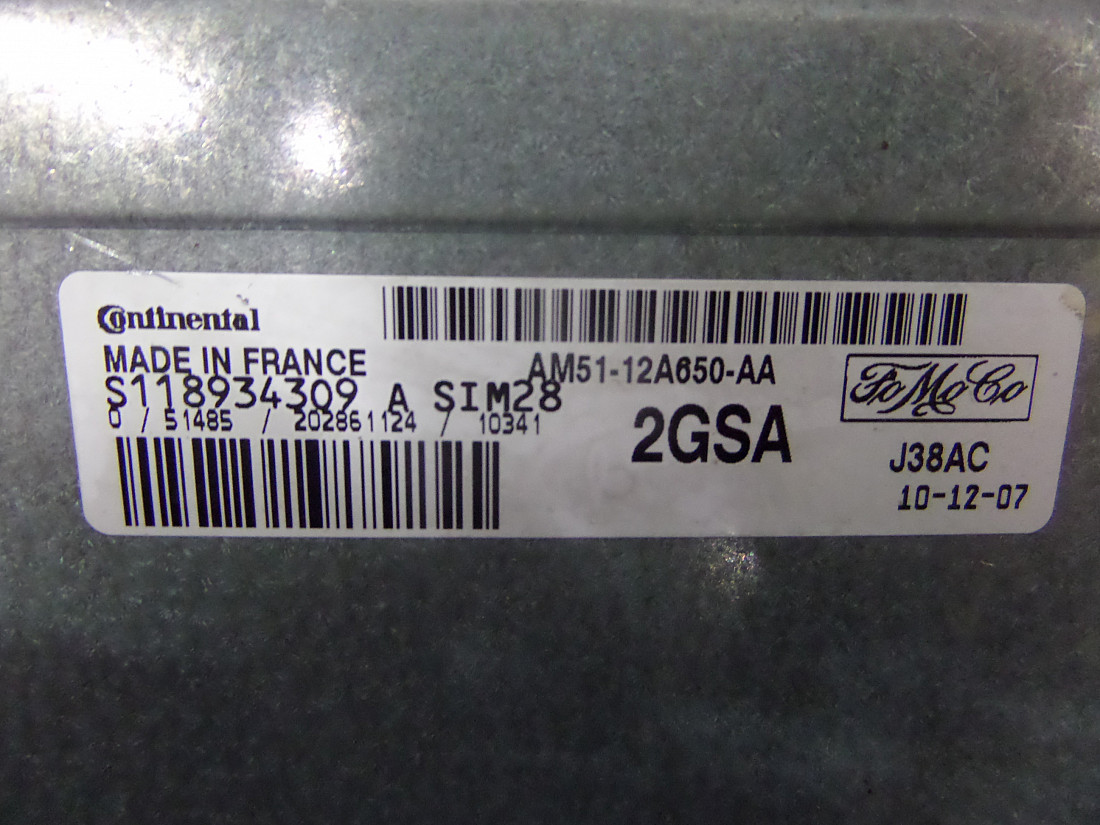 Continental
MADE IN FRANCE
AM51-12A650-AA
FoMoCo
S118934309 A SIM28
0 / 51485 / 202861124 / 10341
2GSA
J38AC
10-12-07